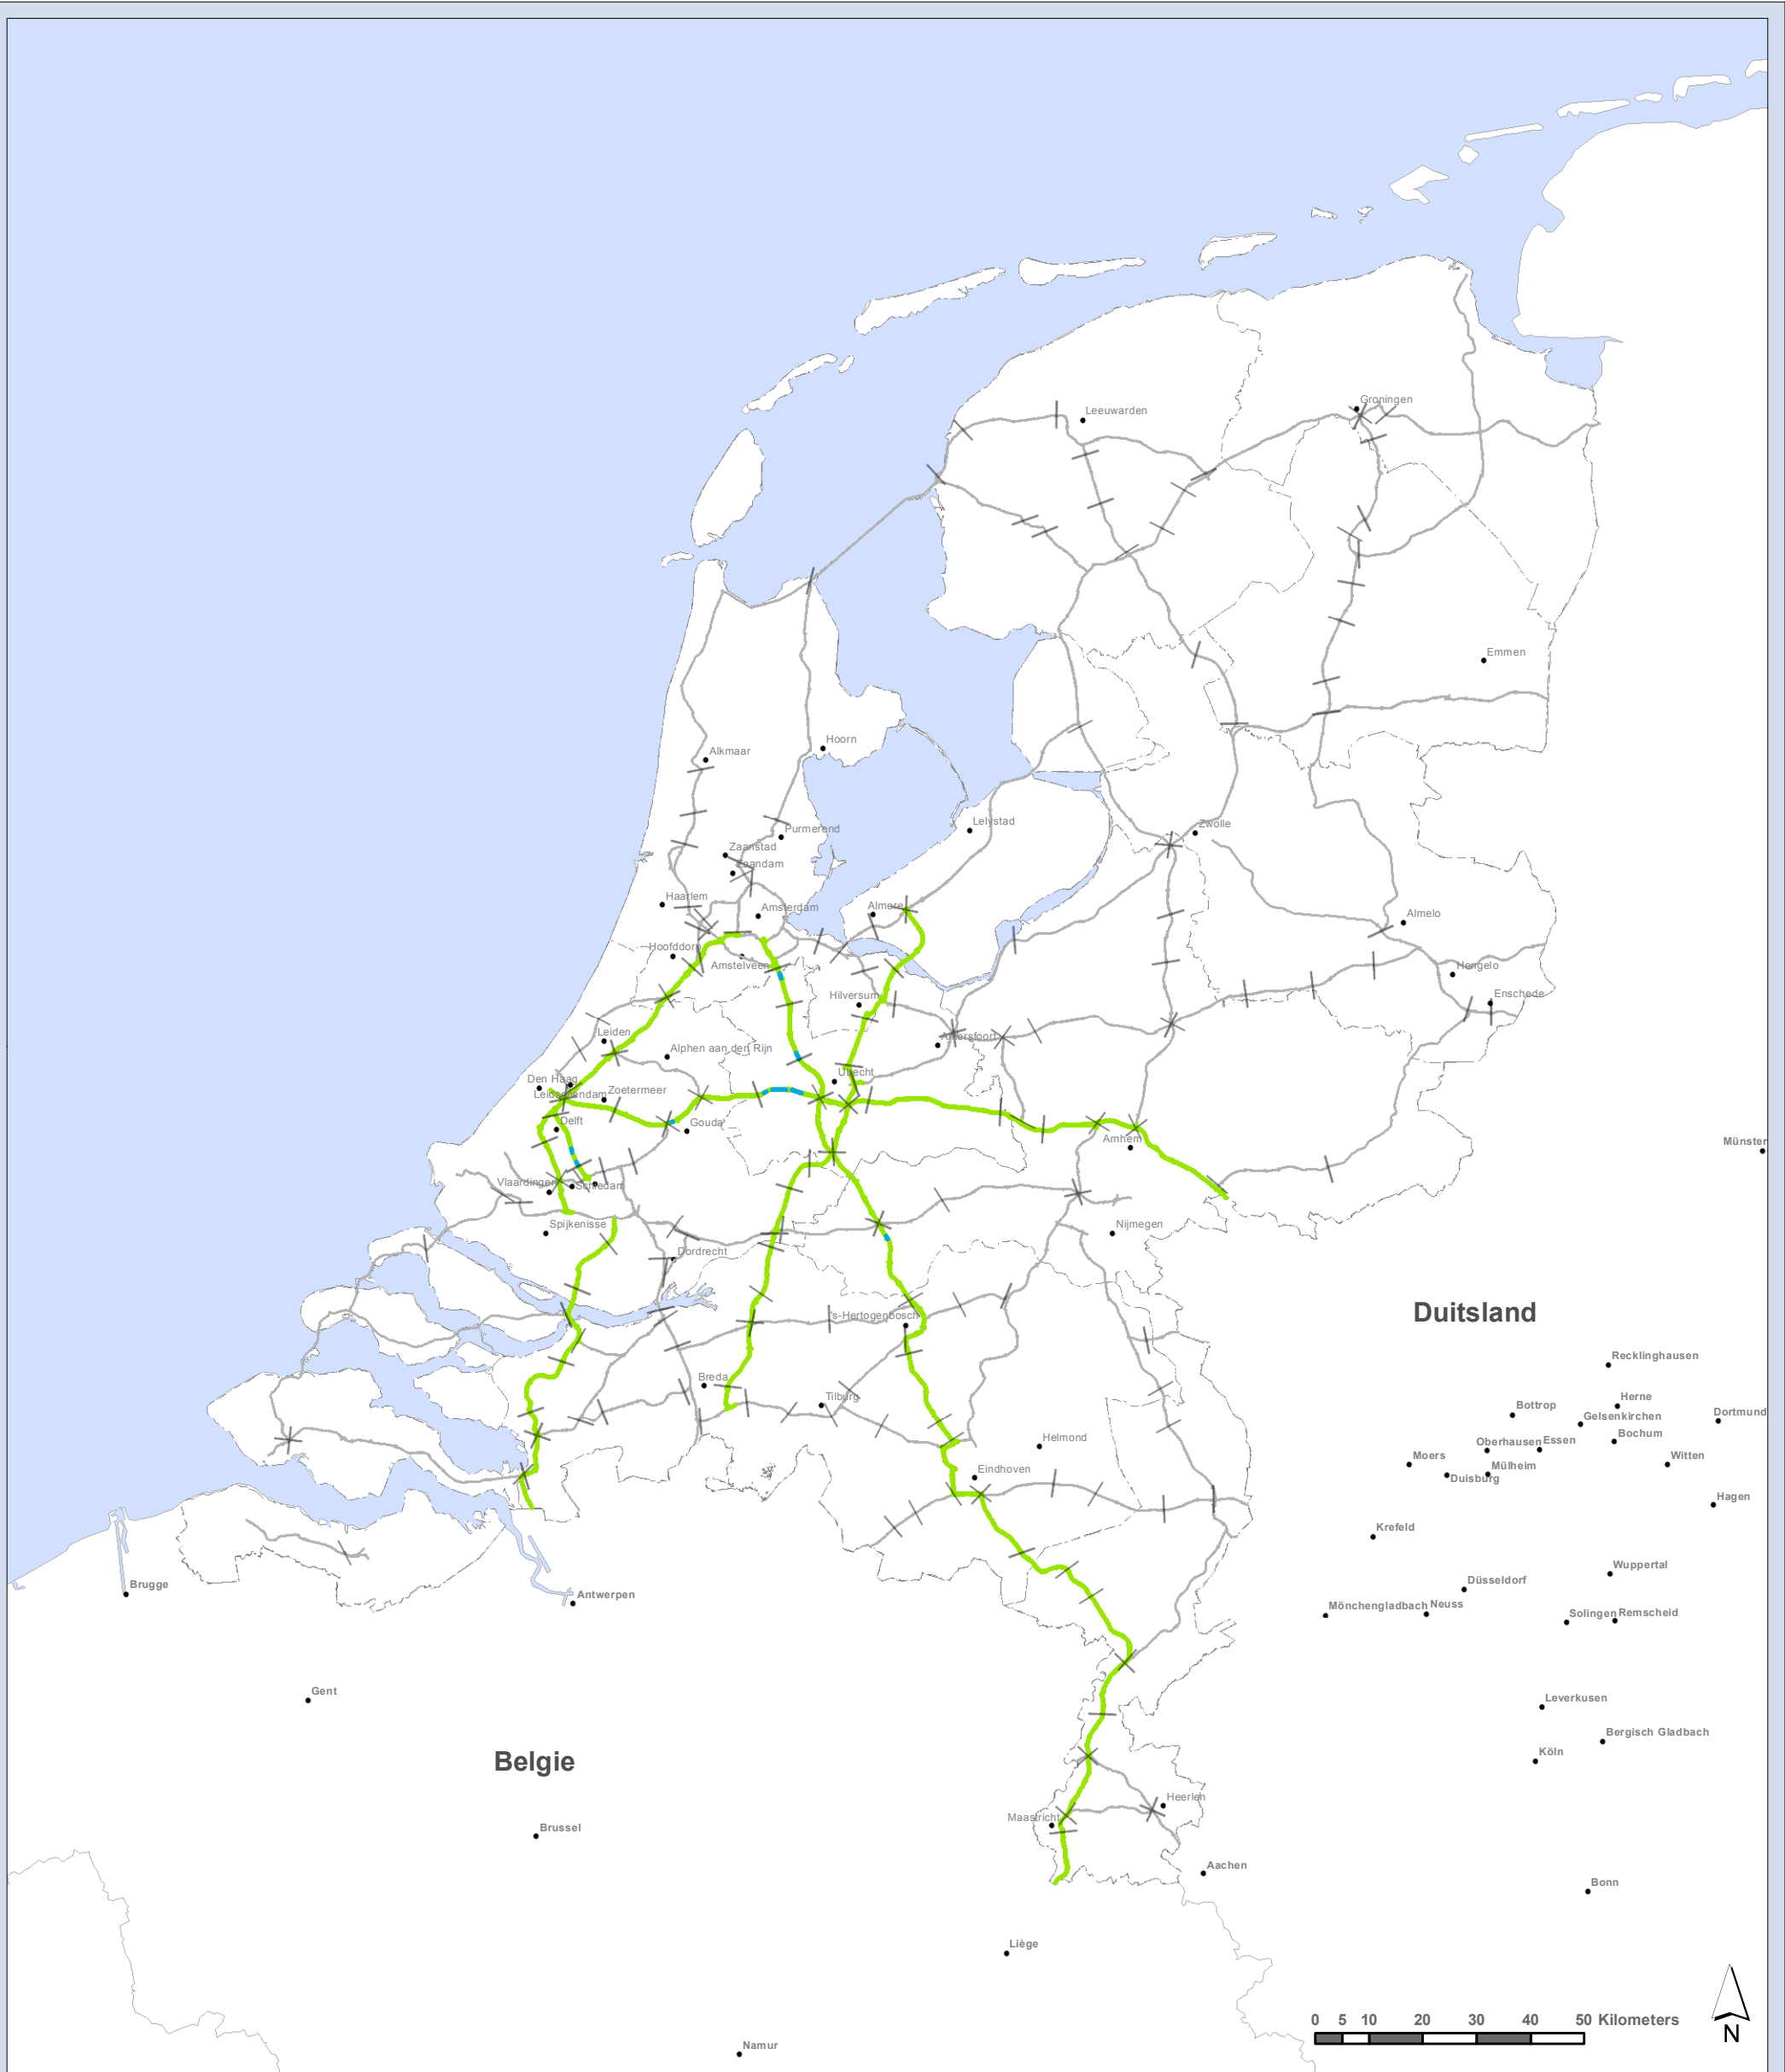 Leeuwarden
Groningen
Emmen
Hoorn
Alkmaar
Lelystad
Purmerend
Zwolle
Zaanstad
Zaandam
Haarlem
Amsterdam
Almere
Almelo
Hoofddorp
Amstelveen
Hengelo
Hilversum
Enschede
Leiden
Amersfoort
Alphen aan den Rijn
Utrecht
Den Haag
Leidschendam
Zoetermeer
Delft
Gouda
Arnhem
Münster
Vlaardingen
Schiedam
Spijkenisse
Nijmegen
Dordrecht
's-Hertogenbosch
Duitsland
Recklinghausen
Breda
Tilburg
Bottrop
Herne
Gelsenkirchen
Dortmund
Helmond
Oberhausen
Essen
Bochum
Moers
Mülheim
Witten
Eindhoven
Duisburg
Hagen
Krefeld
Wuppertal
Brugge
Antwerpen
Düsseldorf
Mönchengladbach
Neuss
Solingen
Remscheid
Gent
Leverkusen
Bergisch Gladbach
Belgie
Köln
Heerlen
Maastricht
Brussel
Aachen
Bonn
Liège
0 5 10 20 30 40 50 Kilometers
N
Namur